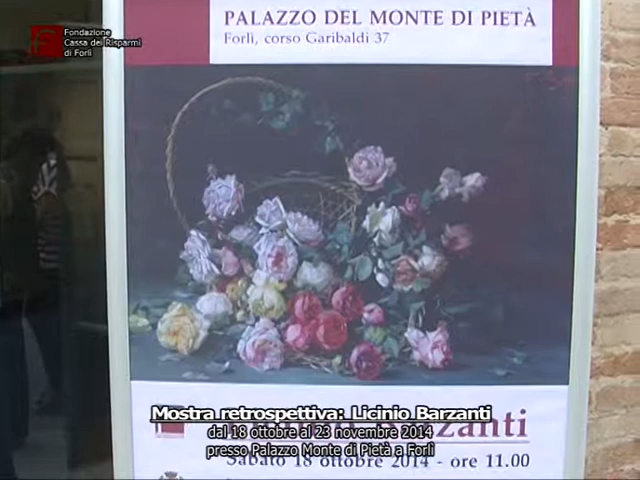 Fondazione
Cassa dei Risparmi
di Forlì
PALAZZO DEL MONTE DI PIETÀ
Forlì, corso Garibaldi 37
Mostra retrospettiva: Licinio Barzanti
dal 18 ottobre al 23 novembre 2014
presso Palazzo Monte di Pietà a Forlì
Barzanti
Sabato 18 ottobre 2014 - ore 11.00